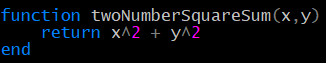 function twoNumberSquareSum(x,y)
    return x^2 + y^2
end